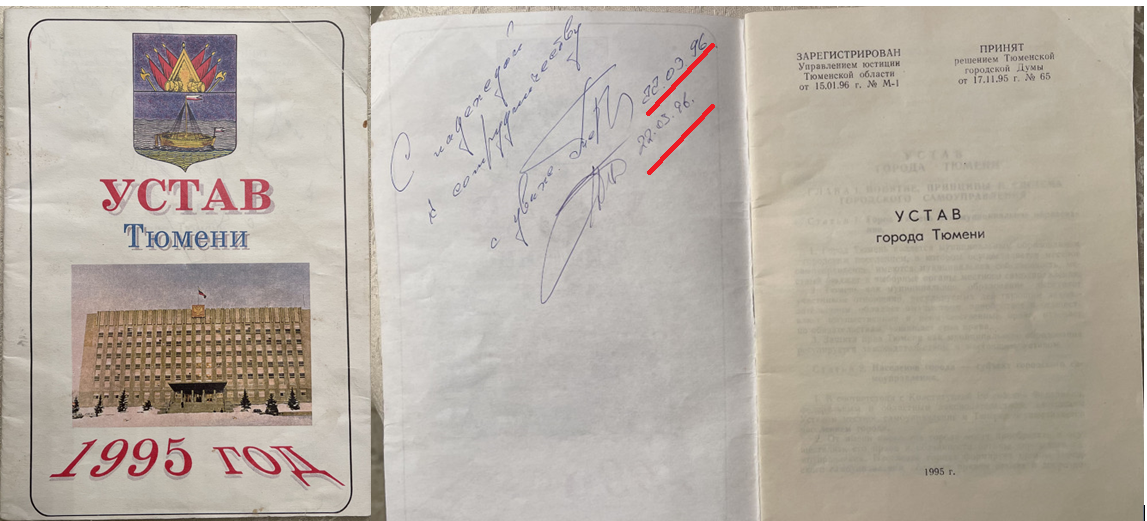 УСТАВ
Тюмени
1995 год
С надеждой
к сотрудничеству
с уваж.
22.03.96
22.03.96.
ЗАРЕГИСТРИРОВАН
Управлением юстиции
Тюменской области
от 15.01.96 г. № М-1
ПРИНЯТ
решением Тюменской
городской Думы
от 17.11.95 г. № 65
УСТАВ
города Тюмени
1995 г.